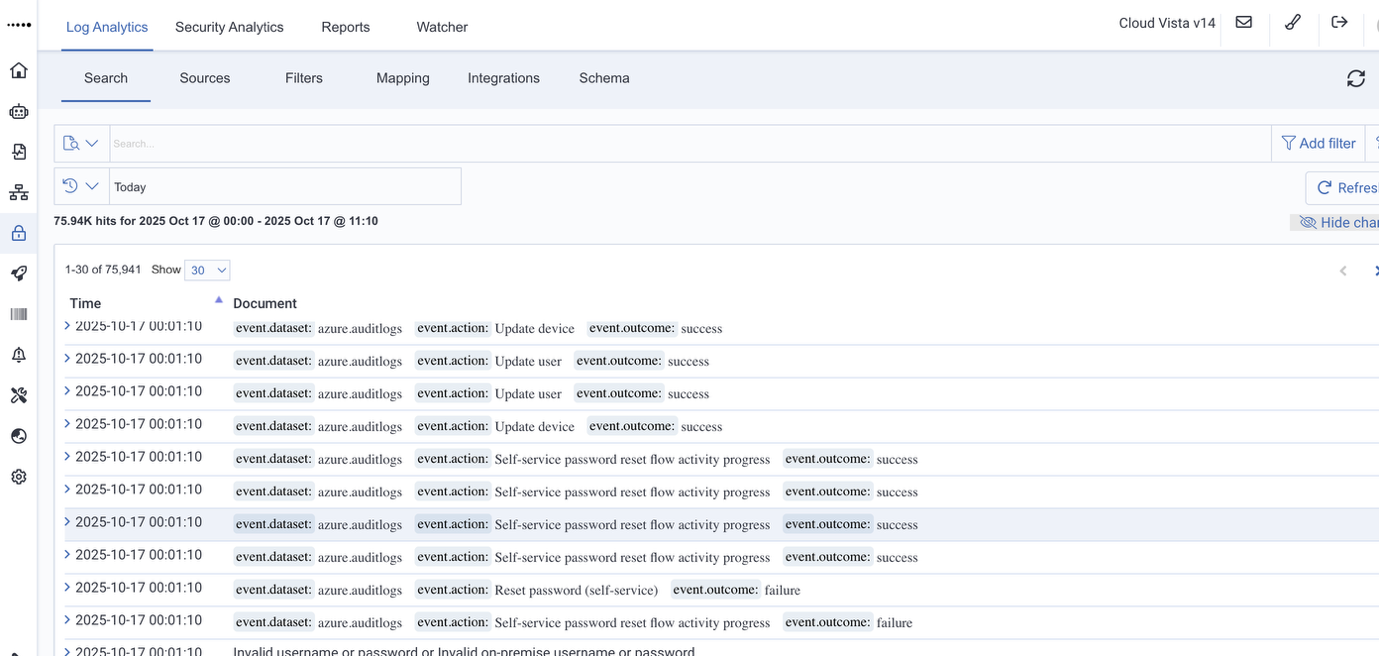 Log Analytics Security Analytics Reports Watcher Cloud Vista v14
Search Sources Filters Mapping Integrations Schema
Search... Add filter
Today Refres
75.94K hits for 2025 Oct 17 @ 00:00 - 2025 Oct 17 @ 11:10 Hide char
1-30 of 75,941 Show 30
Time Document
2025-10-17 00:01:10 event.dataset: azure.auditlogs event.action: Update device event.outcome: success
2025-10-17 00:01:10 event.dataset: azure.auditlogs event.action: Update user event.outcome: success
2025-10-17 00:01:10 event.dataset: azure.auditlogs event.action: Update user event.outcome: success
2025-10-17 00:01:10 event.dataset: azure.auditlogs event.action: Update device event.outcome: success
2025-10-17 00:01:10 event.dataset: azure.auditlogs event.action: Self-service password reset flow activity progress event.outcome: success
2025-10-17 00:01:10 event.dataset: azure.auditlogs event.action: Self-service password reset flow activity progress event.outcome: success
2025-10-17 00:01:10 event.dataset: azure.auditlogs event.action: Self-service password reset flow activity progress event.outcome: success
2025-10-17 00:01:10 event.dataset: azure.auditlogs event.action: Self-service password reset flow activity progress event.outcome: success
2025-10-17 00:01:10 event.dataset: azure.auditlogs event.action: Reset password (self-service) event.outcome: failure
2025-10-17 00:01:10 event.dataset: azure.auditlogs event.action: Self-service password reset flow activity progress event.outcome: failure
2025-10-17 00:01:10 Invalid username or password or Invalid on-premise username or password.